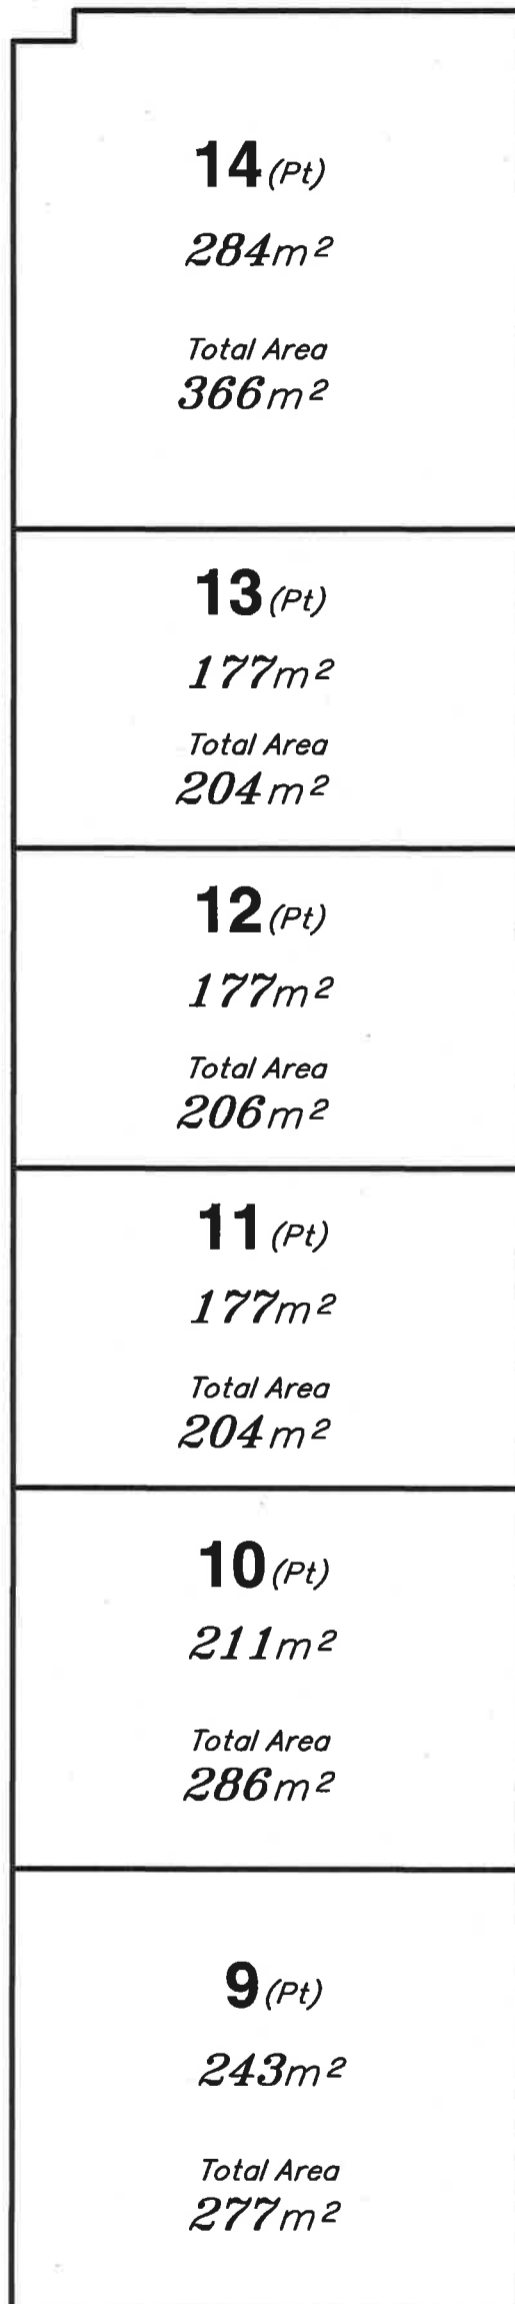 14 (Pt)
284m²
Total Area
366m²
13 (Pt)
177m²
Total Area
204m²
12 (Pt)
177m²
Total Area
206m²
11 (Pt)
177m²
Total Area
204m²
10 (Pt)
211m²
Total Area
286m²
9 (Pt)
243m²
Total Area
277m²